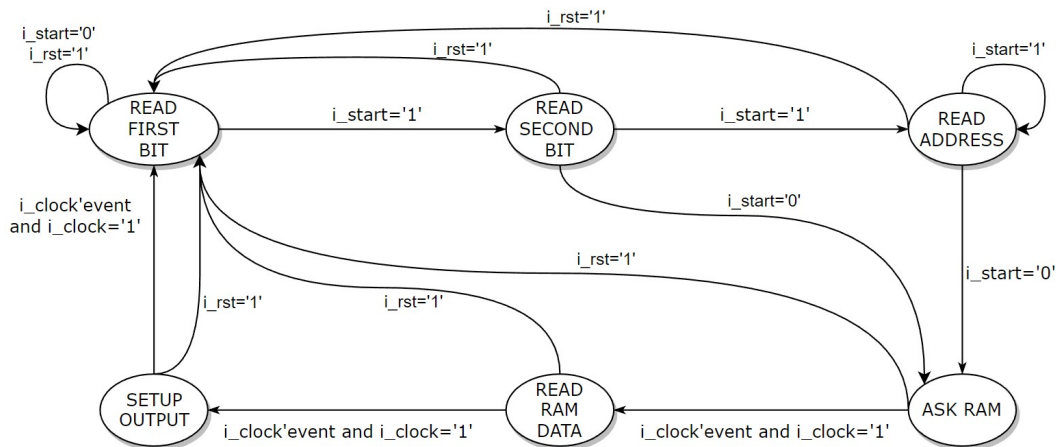 i_rst='1'
i_start='0'
i_rst='1'
i_rst='1'
i_start='1'
READ
FIRST
BIT
i_start='1'
READ
SECOND
BIT
i_start='1'
READ
ADDRESS
i_clock'event
and i_clock='1'
i_start='0'
i_rst='1'
i_start='0'
i_rst='1'
i_rst='1'
SETUP
OUTPUT
i_clock'event and i_clock='1'
READ
RAM
DATA
i_clock'event and i_clock='1'
ASK RAM